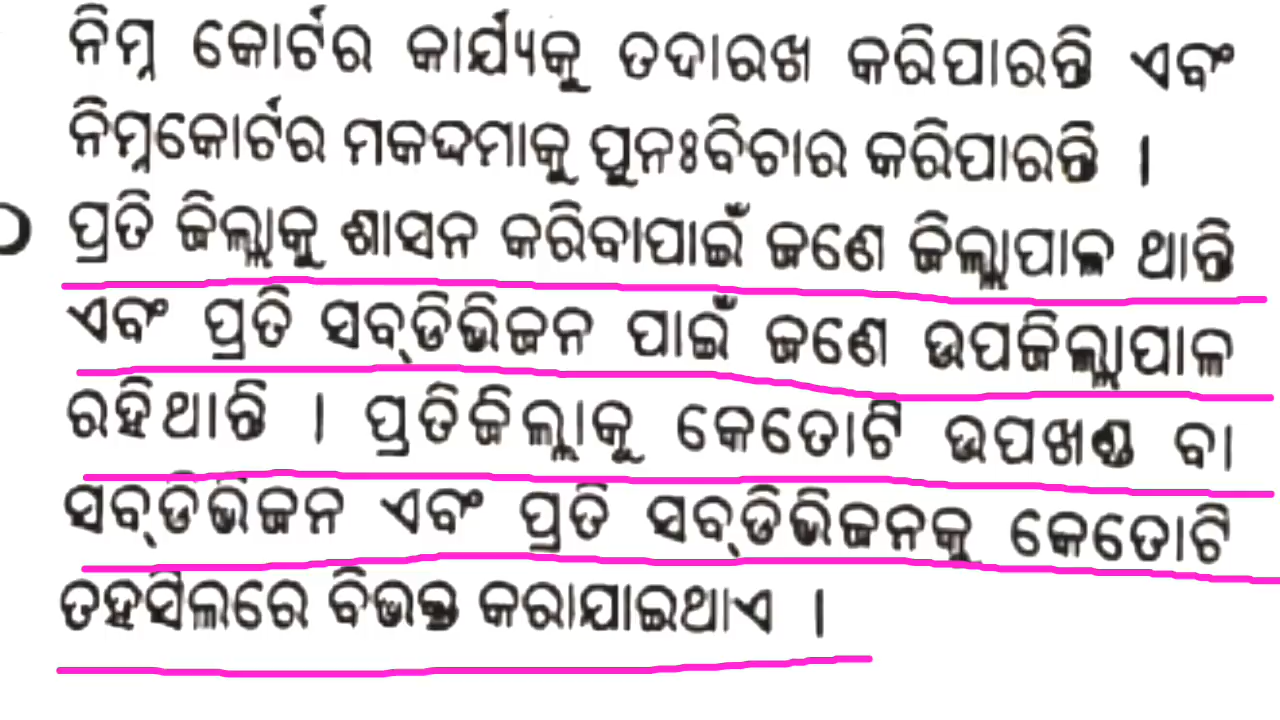 ନିମ୍ନ କୋର୍ଟର କାର୍ଯ୍ୟକୁ ତଦାରଖ କରିପାରନ୍ତି ଏବଂ
ନିମ୍ନକୋର୍ଟର ମକଦ୍ଦମାକୁ ପୁନଃବିଚାର କରିପାରନ୍ତି ।
ପ୍ରତି ଜିଲ୍ଲାକୁ ଶାସନ କରିବାପାଇଁ ଜଣେ ଜିଲ୍ଲାପାଳ ଥାନ୍ତି
ଏବଂ ପ୍ରତି ସବ୍‌ଡିଭିଜନ ପାଇଁ ଜଣେ ଉପଜିଲ୍ଲାପାଳ
ରହିଥାନ୍ତି । ପ୍ରତିଜିଲ୍ଲାକୁ କେତୋଟି ଉପଖଣ୍ଡ ବା
ସବ୍‌ଡିଭିଜନ ଏବଂ ପ୍ରତି ସବ୍‌ଡିଭିଜନକୁ କେତୋଟି
ତହସିଲରେ ବିଭକ୍ତ କରାଯାଇଥାଏ ।